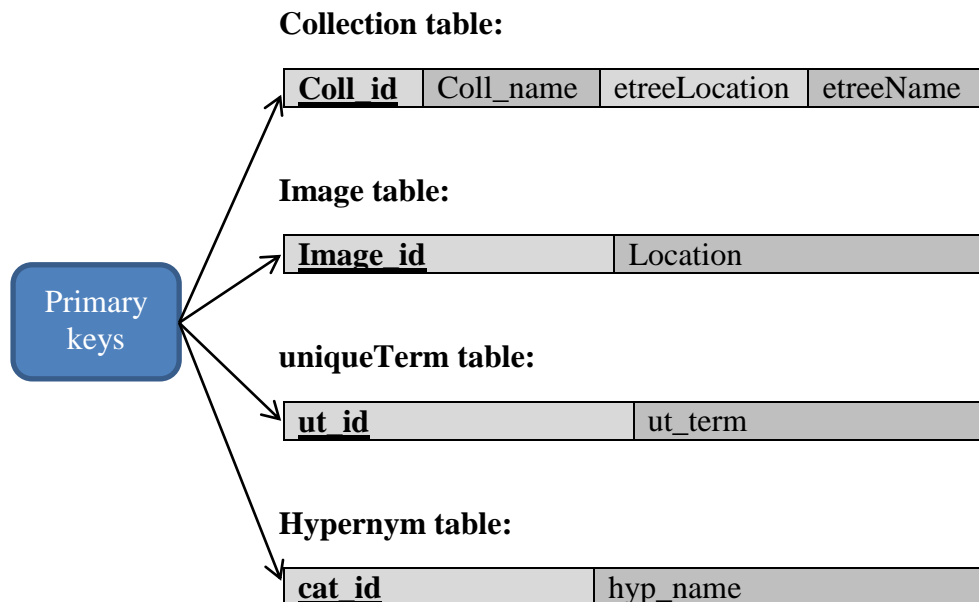 Collection table:
Coll_id Coll_name etreeLocation etreeName
Image table:
Image_id Location
Primary
keys
uniqueTerm table:
ut_id ut_term
Hypernym table:
cat_id hyp_name